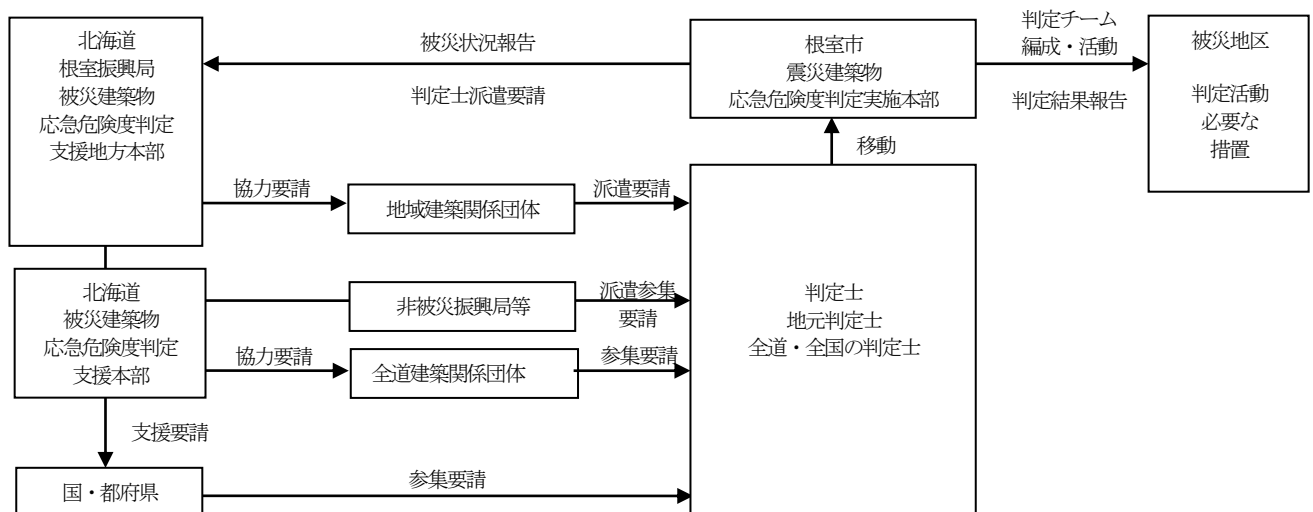 北海道
根室振興局
被災建築物
応急危険度判定
支援地方本部
被災状況報告
判定士派遣要請
根室市
震災建築物
応急危険度判定実施本部
判定チーム
編成・活動
判定結果報告
被災地区
判定活動
必要な
措置
移動
協力要請
地域建築関係団体
派遣要請
北海道
被災建築物
応急危険度判定
支援本部
非被災振興局等
派遣参集
要請
協力要請
全道建築関係団体
参集要請
判定士
地元判定士
全道・全国の判定士
支援要請
国・都府県
参集要請